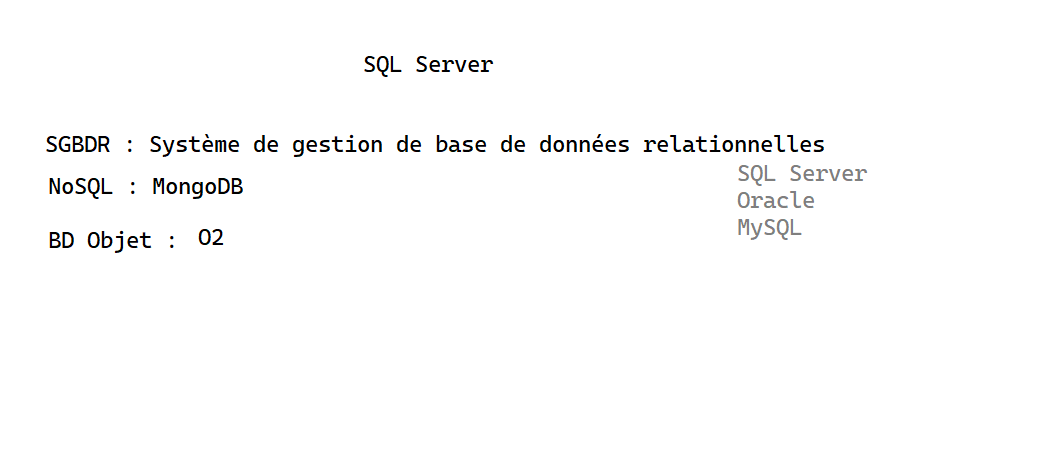 SQL Server
SGBDR : Système de gestion de base de données relationnelles
SQL Server
Oracle
MySQL
NoSQL : MongoDB
BD Objet : O2